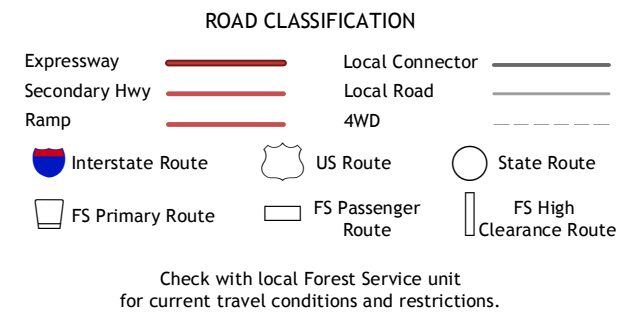 ROAD CLASSIFICATION
Expressway
Local Connector
Secondary Hwy
Local Road
Ramp
4WD
Interstate Route
US Route
State Route
FS Primary Route
FS Passenger
Route
FS High
Clearance Route
Check with local Forest Service unit
for current travel conditions and restrictions.